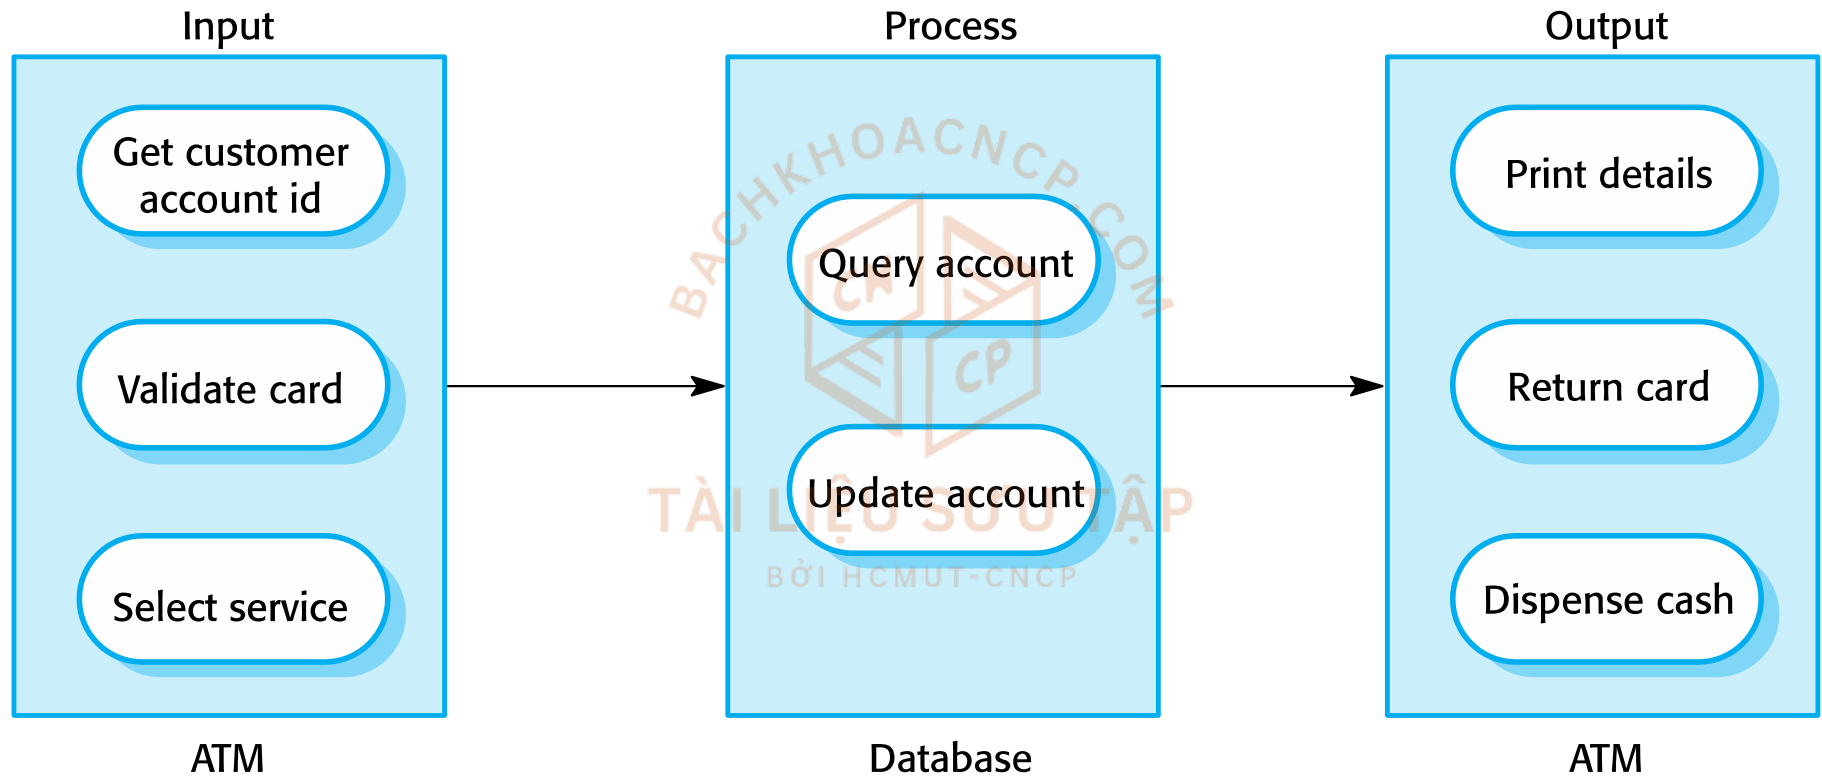 Input
Get customer
account id
Validate card
Select service
ATM
Process
BACHKHOACNCP.COM
Query account
CP
Update account
TÀI LIỆU SƯU TẬP
BỞI HCMUT-CNCP
Database
Output
Print details
Return card
Dispense cash
ATM